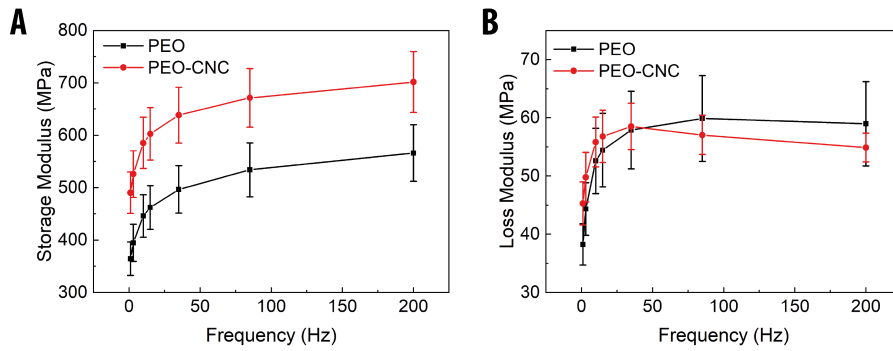 A
Storage Modulus (MPa)
800
700
600
500
400
300
PEO
PEO-CNC
0
50
100
150
200
Frequency (Hz)
B
Loss Modulus (MPa)
70
60
50
40
30
PEO
PEO-CNC
0
50
100
150
200
Frequency (Hz)